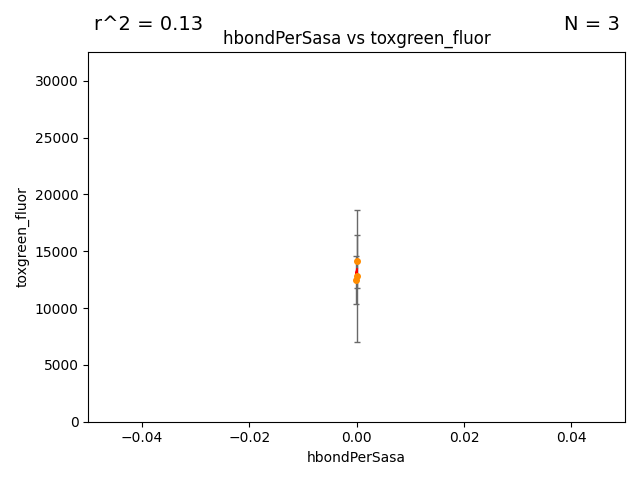 r^2 = 0.13
N = 3
hbondPerSasa vs toxgreen_fluor
30000
25000
20000
15000
10000
5000
0
toxgreen_fluor
−0.04
−0.02
0.00
0.02
0.04
hbondPerSasa